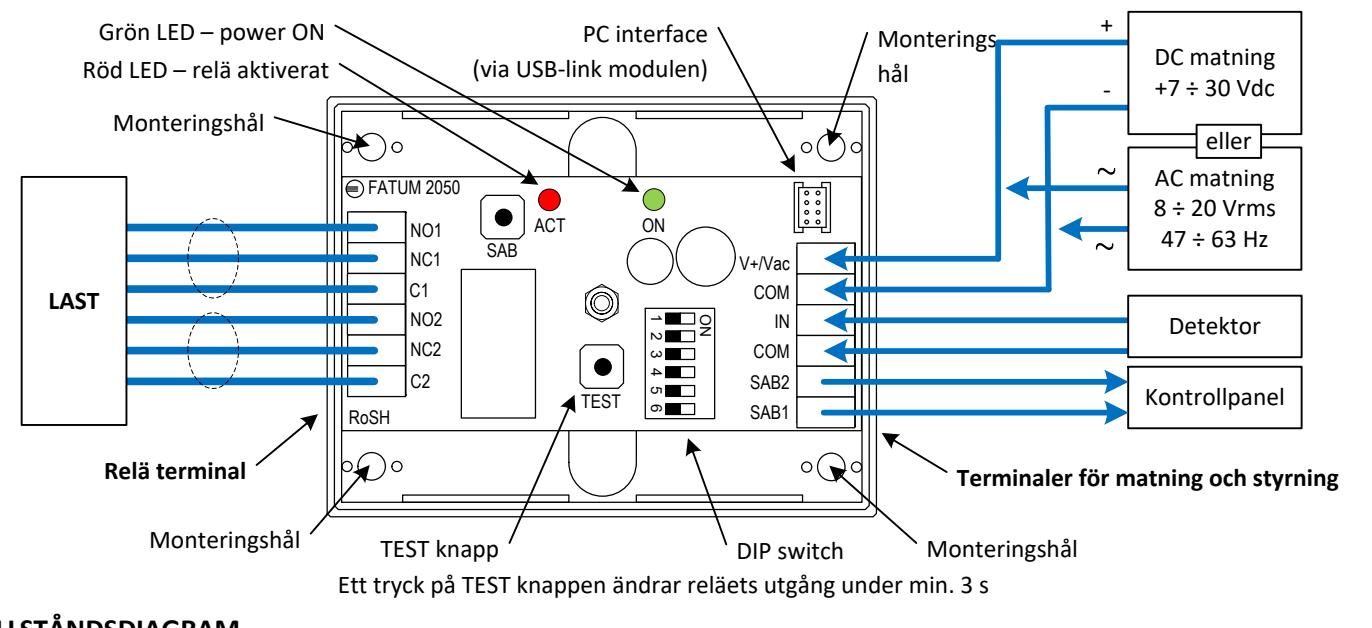 Grön LED – power ON
Röd LED – relä aktiverat
PC interface
(via USB-link modulen)
Monterings
hål
+
-
DC matning
+7 ÷ 30 Vdc
eller
~
AC matning
8 ÷ 20 Vrms
47 ÷ 63 Hz
~
Monteringshål
FATUM 2050
SAB
ACT
ON
LAST
NO1
NC1
C1
NO2
NC2
C2
RoSH
V+/Vac
COM
IN
COM
SAB2
SAB1
ON
1
2
3
4
5
6
TEST
Detektor
Kontrollpanel
Relä terminal
Terminaler för matning och styrning
Monteringshål
TEST knapp
DIP switch
Monteringshål
Ett tryck på TEST knappen ändrar reläets utgång under min. 3 s